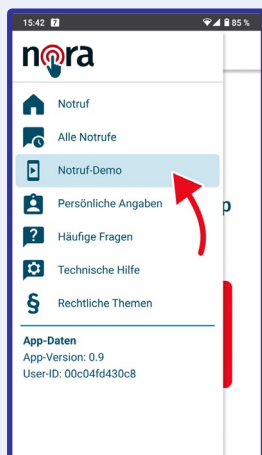 15:42 85 %
nora
Notruf
Alle Notrufe
Notruf-Demo
Persönliche Angaben
Häufige Fragen
?
Technische Hilfe
§ Rechtliche Themen
App-Daten
App-Version: 0.9
User-ID: 00c04fd430c8
p